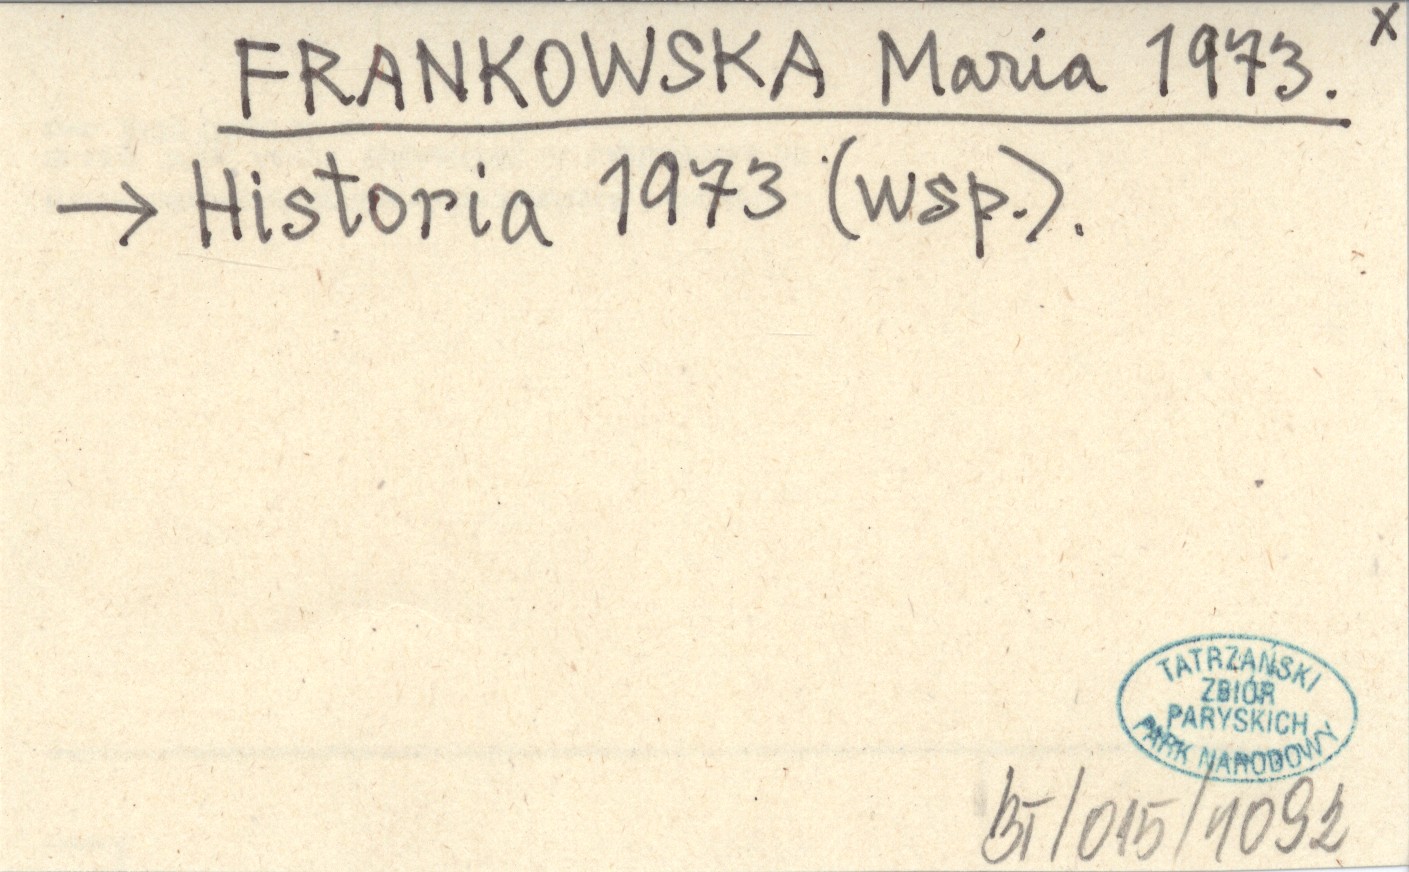 FRANKOWSKA Maria 1973. x
→ Historia 1973 (wsp.).
TATRZAŃSKI
ZBIÓR
PARYSKICH
PARK NARODOWY
BT/015/1092